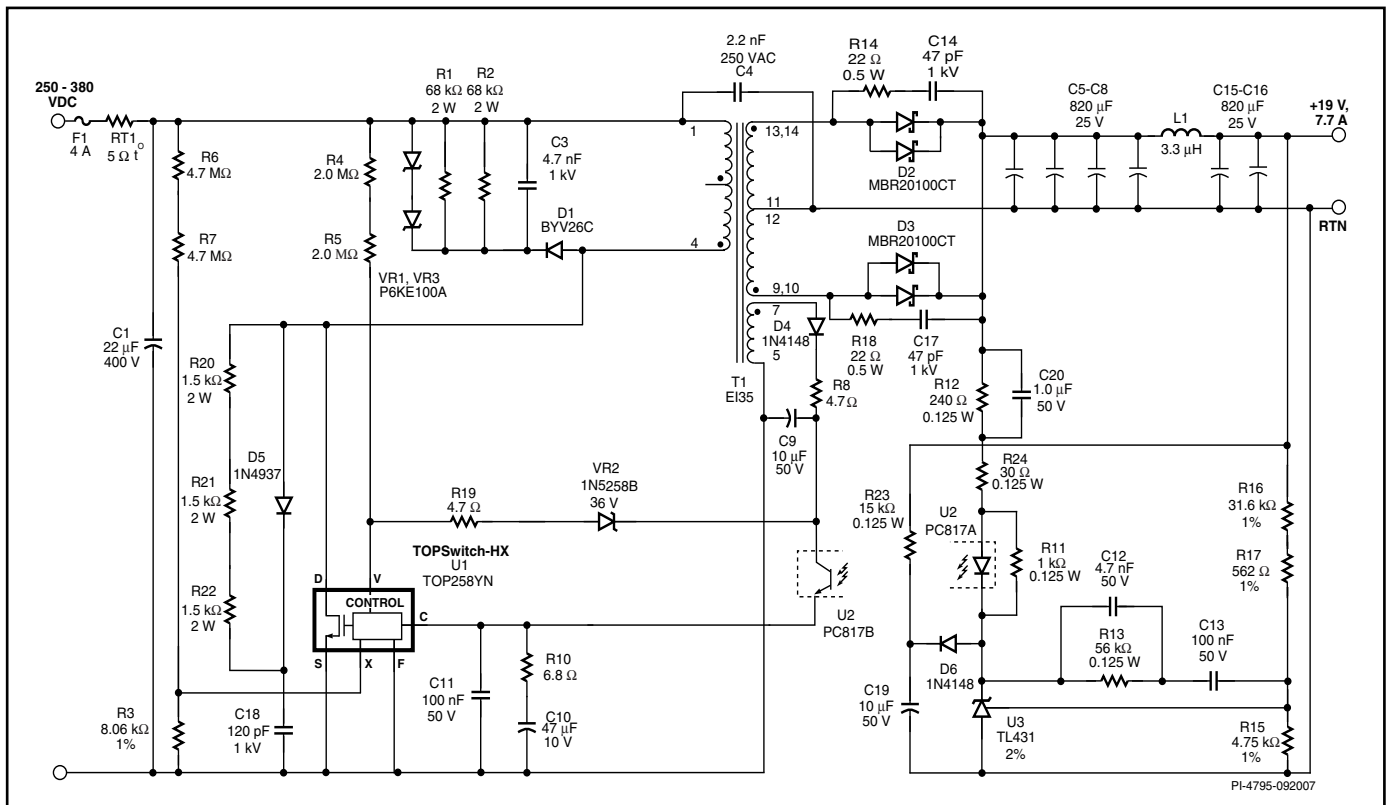 250 - 380
VDC
F1
4 A
RT1
5 Ω
t°
R6
4.7 MΩ
R7
4.7 MΩ
C1
22 µF
400 V
R3
8.06 kΩ
1%
R4
2.0 MΩ
R5
2.0 MΩ
VR1, VR3
P6KE100A
R1
68 kΩ
2 W
R2
68 kΩ
2 W
C3
4.7 nF
1 kV
D1
BYV26C
2.2 nF
250 VAC
C4
1
4
13,14
11
12
9,10
7
5
T1
EI35
R14
22 Ω
0.5 W
C14
47 pF
1 kV
D2
MBR20100CT
D3
MBR20100CT
R18
22 Ω
0.5 W
C17
47 pF
1 kV
D4
1N4148
R8
4.7 Ω
C9
10 µF
50 V
C5-C8
820 µF
25 V
L1
3.3 µH
C15-C16
820 µF
25 V
+19 V,
7.7 A
RTN
R20
1.5 kΩ
2 W
R21
1.5 kΩ
2 W
R22
1.5 kΩ
2 W
D5
1N4937
C18
120 pF
1 kV
R19
4.7 Ω
VR2
1N5258B
36 V
TOPSwitch-HX
U1
TOP258YN
D
V
CONTROL
C
S
X
F
C11
100 nF
50 V
R10
6.8 Ω
C10
47 µF
10 V
U2
PC817B
R12
240 Ω
0.125 W
C20
1.0 µF
50 V
R24
30 Ω
0.125 W
R23
15 kΩ
0.125 W
U2
PC817A
R11
1 kΩ
0.125 W
C12
4.7 nF
50 V
R13
56 kΩ
0.125 W
C13
100 nF
50 V
R16
31.6 kΩ
1%
R17
562 Ω
1%
D6
1N4148
C19
10 µF
50 V
U3
TL431
2%
R15
4.75 kΩ
1%
PI-4795-092007